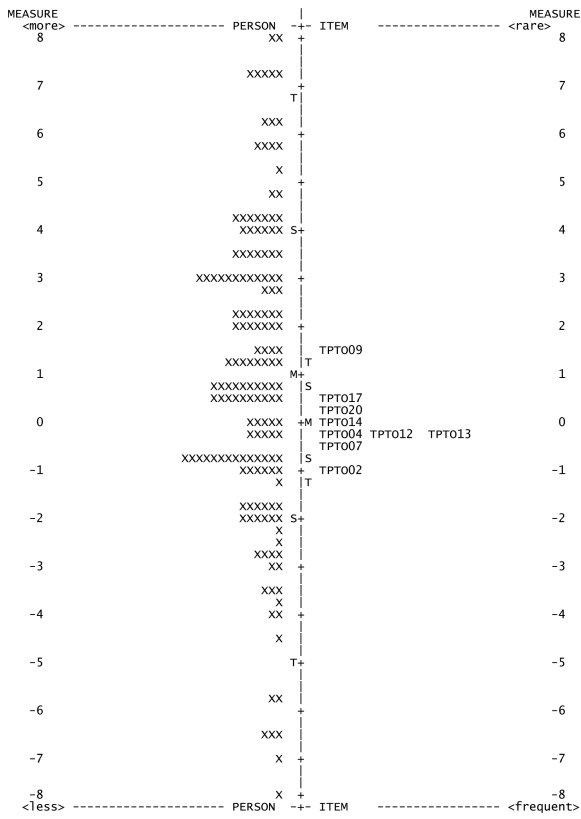 MEASURE | MEASURE
<more> --------------------- PERSON -+- ITEM ----------------- <rare>
8 XX + 8
|
|
XXXXX |
7 + 7
T|
|
XXX |
6 + 6
XXXX |
|
X |
5 + 5
XX |
|
XXXXXXX |
4 XXXXXX S+ 4
|
XXXXXXX |
|
3 XXXXXXXXXXXX + 3
XXX |
|
XXXXXXX |
2 XXXXXXX + 2
|
XXXX | TPTO09
XXXXXXXX |T
1 M+ 1
XXXXXXXXXX |S
XXXXXXXXXX | TPTO17
| TPTO20
0 XXXXX +M TPTO14 0
XXXXX | TPTO04 TPTO12 TPTO13
| TPTO07
XXXXXXXXXXXXXX |S
-1 XXXXXX + TPTO02 -1
X |T
|
XXXXXX |
-2 XXXXXX S+ -2
X |
X |
XXXX |
-3 XX + -3
|
XXX |
X |
-4 XX + -4
|
X |
|
-5 T+ -5
|
|
XX |
-6 + -6
|
XXX |
|
-7 X + -7
|
|
|
-8 X + -8
<less> --------------------- PERSON -+- ITEM ----------------- <frequent>